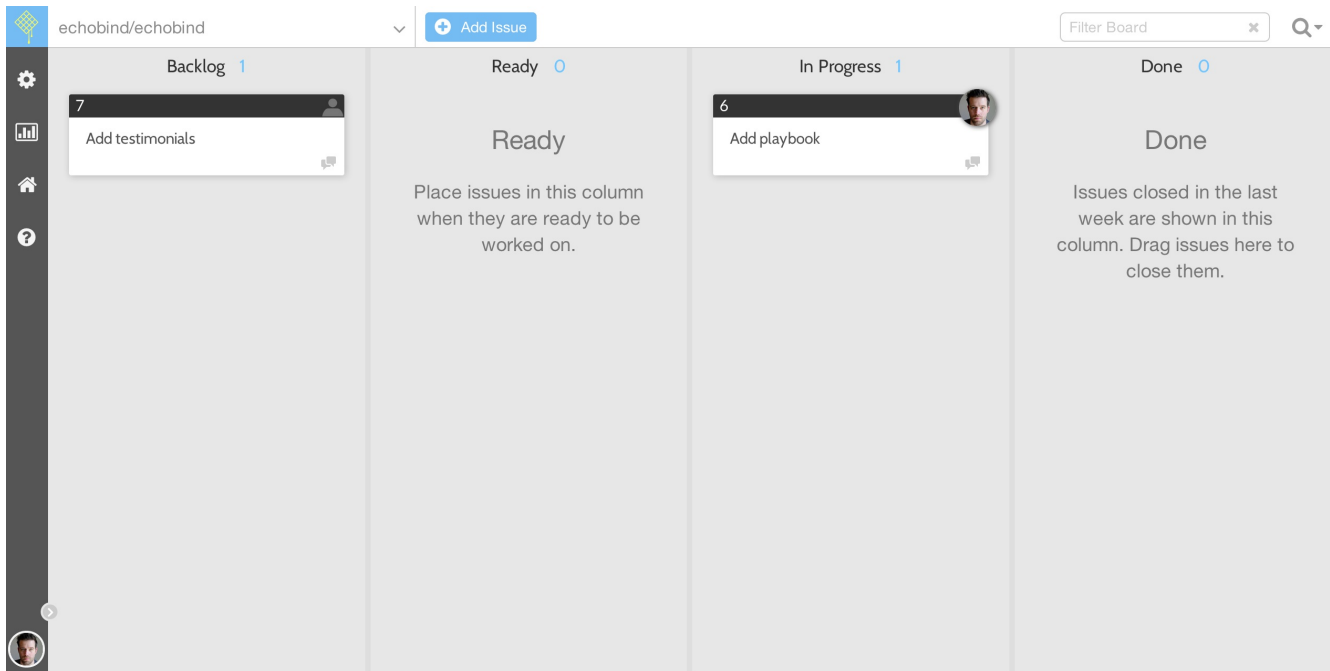 echobind/echobind
Add Issue
Filter Board
Backlog 1
Ready 0
In Progress 1
Done 0
7
Add testimonials
Ready
Place issues in this column
when they are ready to be
worked on.
6
Add playbook
Done
Issues closed in the last
week are shown in this
column. Drag issues here to
close them.